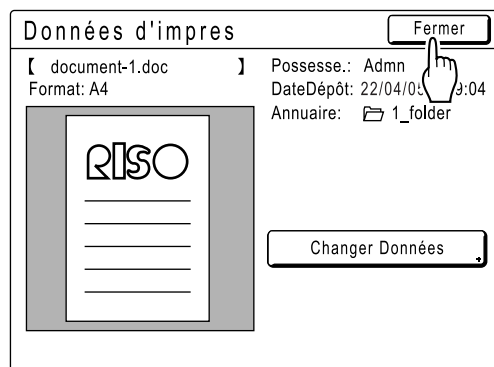 Données d'impres
Fermer
【 document-1.doc 】
Format: A4
Possesse.: Admn
DateDépôt: 22/04/05 9:04
Annuaire: 1_folder
RISO
Changer Données